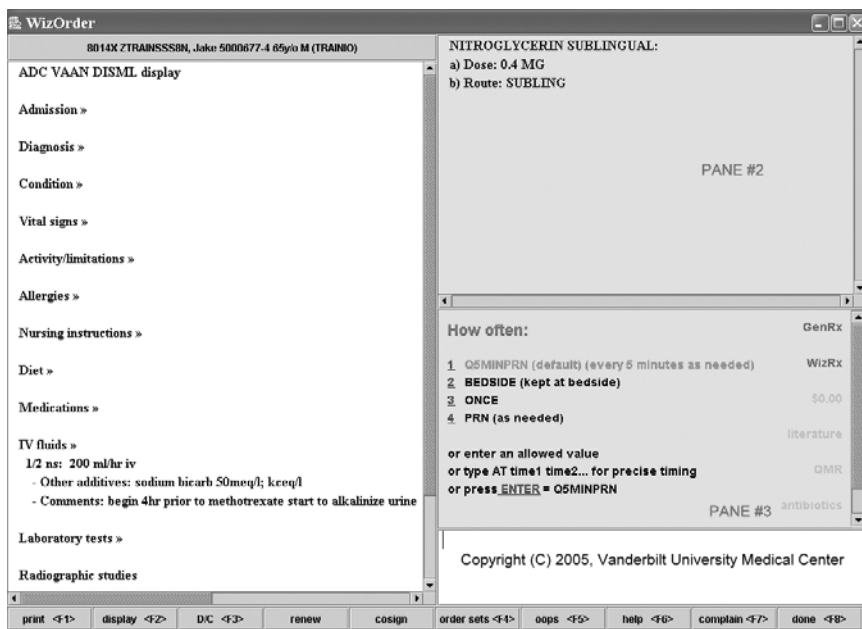 WizOrder
8014X ZTRAINSSS8N, Jake 5000677-4 65y/o M (TRAINIO)
ADC VAAN DISML display
Admission »
Diagnosis »
Condition »
Vital signs »
Activity/limitations »
Allergies »
Nursing instructions »
Diet »
Medications »
IV fluids »
1/2 ns: 200 ml/hr iv
- Other additives: sodium bicarb 50meq/l; kceq/l
- Comments: begin 4hr prior to methotrexate start to alkalinize urine
Laboratory tests »
Radiographic studies
NITROGLYCERIN SUBLINGUAL:
a) Dose: 0.4 MG
b) Route: SUBLING
PANE #2
How often:
GenRx
1 Q5MINPRN (default) (every 5 minutes as needed)
WizRx
2 BEDSIDE (kept at bedside)
3 ONCE
$0.00
4 PRN (as needed)
literature
or enter an allowed value
or type AT time1 time2... for precise timing
QMR
or press ENTER = Q5MINPRN
PANE #3
antibiotics
Copyright (C) 2005, Vanderbilt University Medical Center
print <F1> display <F2> D/C <F3> renew cosign order sets <F4> oops <F5> help <F6> complain <F7> done <F8>